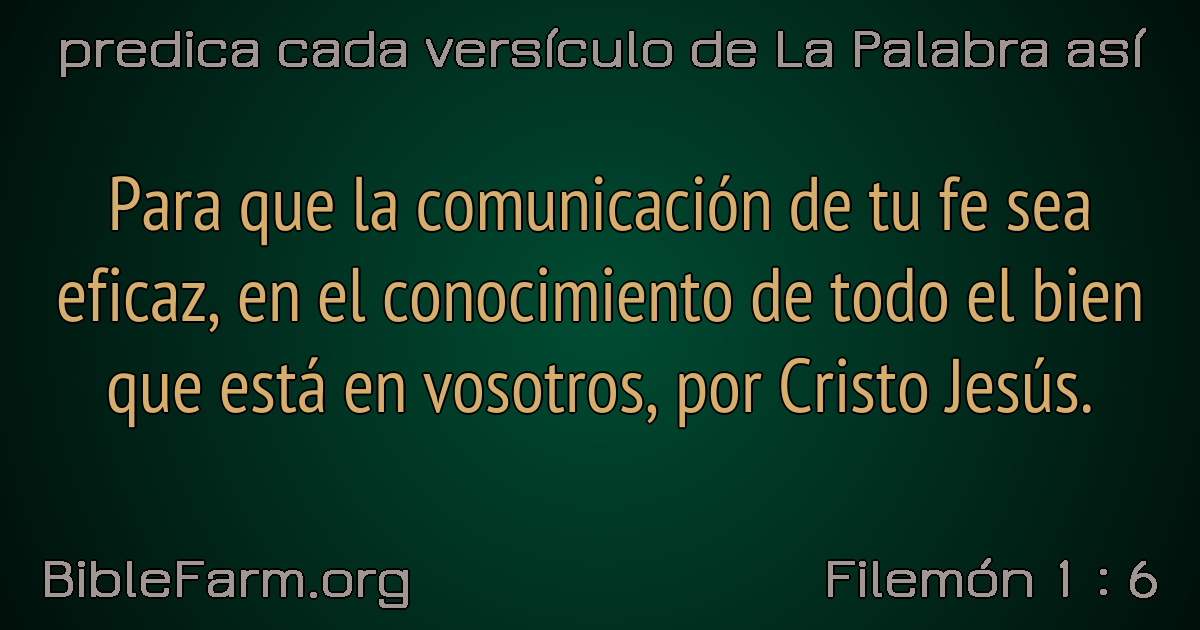 predica cada versículo de La Palabra así
Para que la comunicación de tu fe sea
eficaz, en el conocimiento de todo el bien
que está en vosotros, por Cristo Jesús.
BibleFarm.org
Filemón 1 : 6